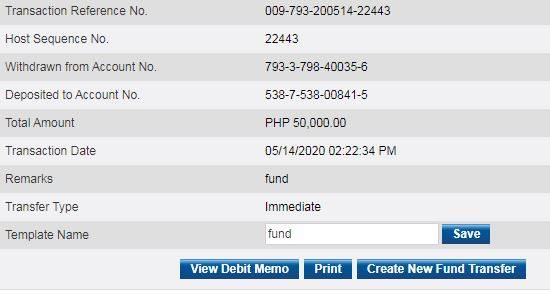 Transaction Reference No. 009-793-200514-22443
Host Sequence No. 22443
Withdrawn from Account No. 793-3-798-40035-6
Deposited to Account No. 538-7-538-00841-5
Total Amount PHP 50,000.00
Transaction Date 05/14/2020 02:22:34 PM
Remarks fund
Transfer Type Immediate
Template Name fund Save
View Debit Memo Print Create New Fund Transfer